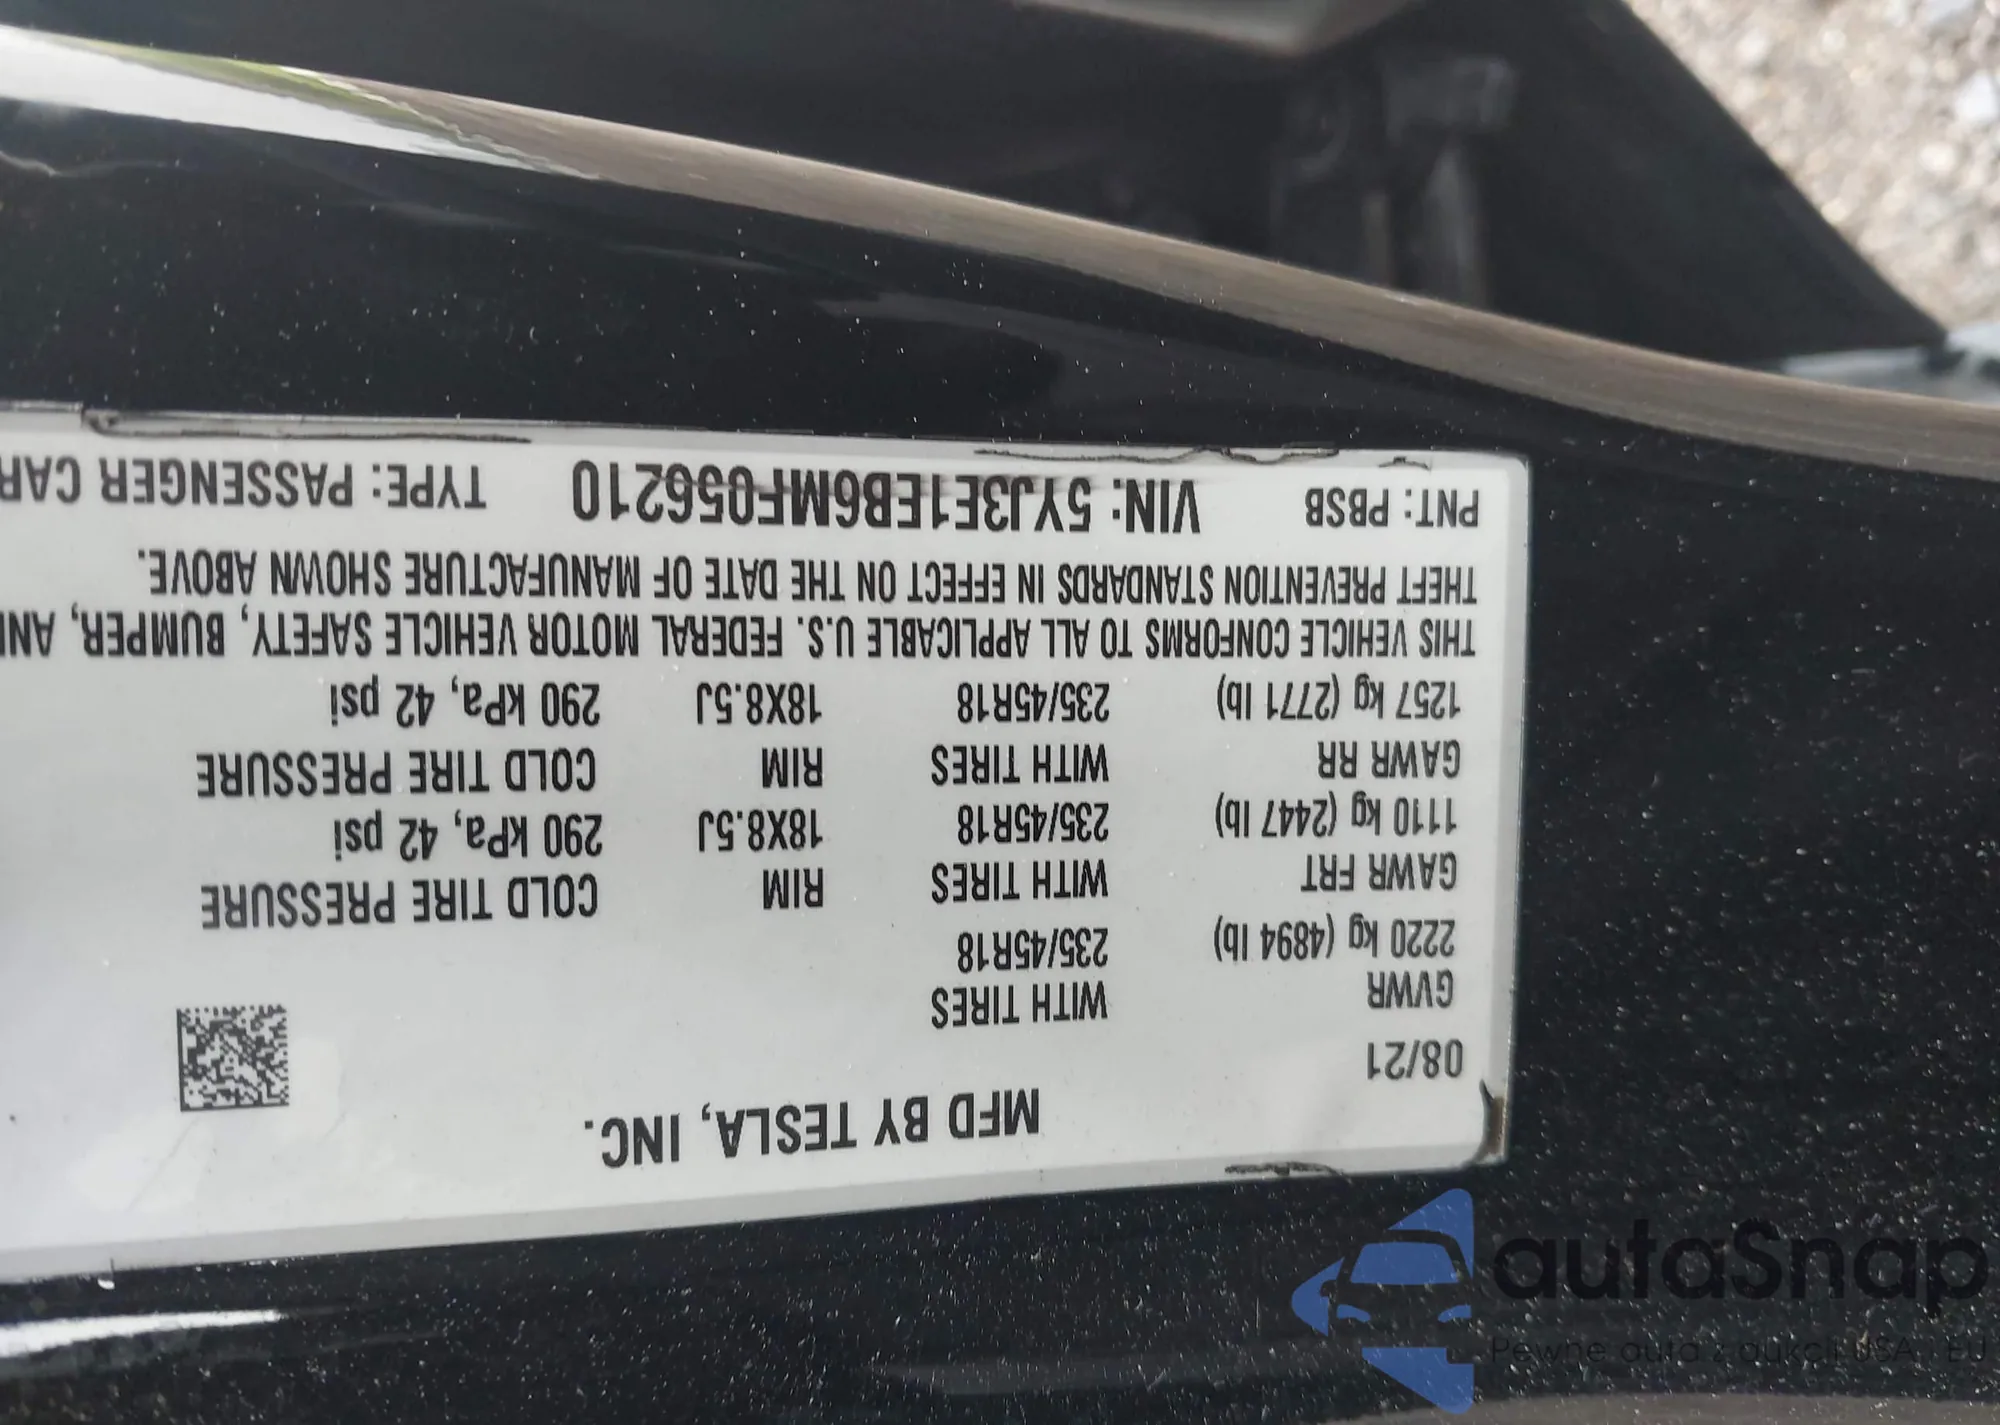 MFD BY TESLA, INC.
08/21
GVWR WITH TIRES
2220 kg (4894 lb) 235/45R18
GAWR FRT WITH TIRES RIM COLD TIRE PRESSURE
1110 kg (2447 lb) 235/45R18 18X8.5J 290 kPa, 42 psi
GAWR RR WITH TIRES RIM COLD TIRE PRESSURE
1257 kg (2771 lb) 235/45R18 18X8.5J 290 kPa, 42 psi
THIS VEHICLE CONFORMS TO ALL APPLICABLE U.S. FEDERAL MOTOR VEHICLE SAFETY, BUMPER, AND
THEFT PREVENTION STANDARDS IN EFFECT ON THE DATE OF MANUFACTURE SHOWN ABOVE.
PNT: PBSB VIN: 5YJ3E1EB6MF056210 TYPE: PASSENGER CAR
autaSnap
Pewne auta z aukcji USA i EU